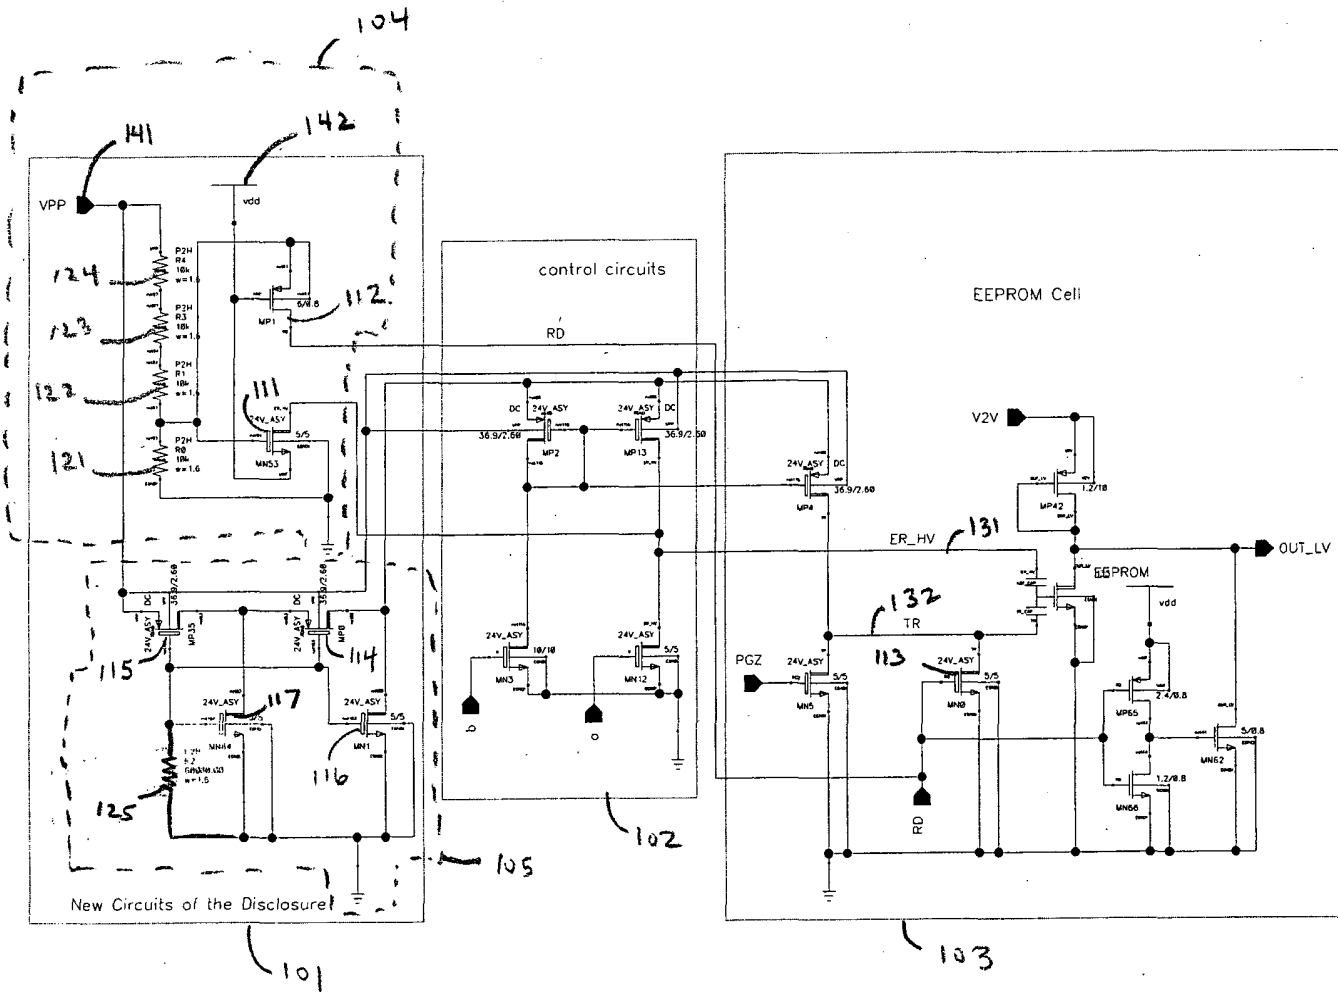 104
141
142
VPP
vdd
P2H
R4
10k
w=1.6
124
P2H
R3
10k
w=1.6
123
P2H
R1
10k
w=1.6
122
P2H
R0
10k
w=1.6
121
6/0.8
MP1
112
111
24V_ASY
5/5
MN53
control circuits
RD
DC
24V_ASY
36.9/2.60
MP2
24V_ASY
DC
36.9/2.60
MP13
EEPROM Cell
V2V
24V_ASY
DC
36.9/2.60
MP4
1.2/10
MP42
ER_HV
131
OUT_LV
EEPROM
vdd
132
TR
DC
36.9/2.60
24V_ASY
MP35
115
DC
36.9/2.60
24V_ASY
MP0
114
24V_ASY
117
5/5
MN64
24V_ASY
5/5
MN1
116
w=1.6
125
24V_ASY
10/10
MN3
b
24V_ASY
5/5
MN12
a
PGZ
24V_ASY
MN5
5/5
113
24V_ASY
5/5
MN0
RD
2.4/0.8
MP65
1.2/0.8
MN66
5/0.8
MN62
102
105
New Circuits of the Disclosure
101
103